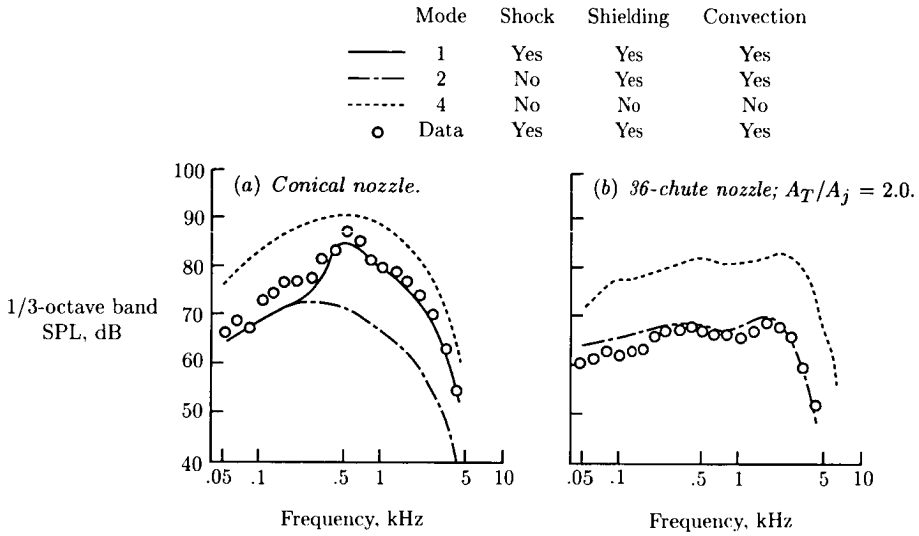 Mode Shock Shielding Convection
1 Yes Yes Yes
2 No Yes Yes
4 No No No
Data Yes Yes Yes
(a) Conical nozzle.
(b) 36-chute nozzle; A_T/A_j = 2.0.
1/3-octave band
SPL, dB
100
90
80
70
60
50
40
.05 .1 .5 1 5 10
.05 .1 .5 1 5 10
Frequency, kHz
Frequency, kHz